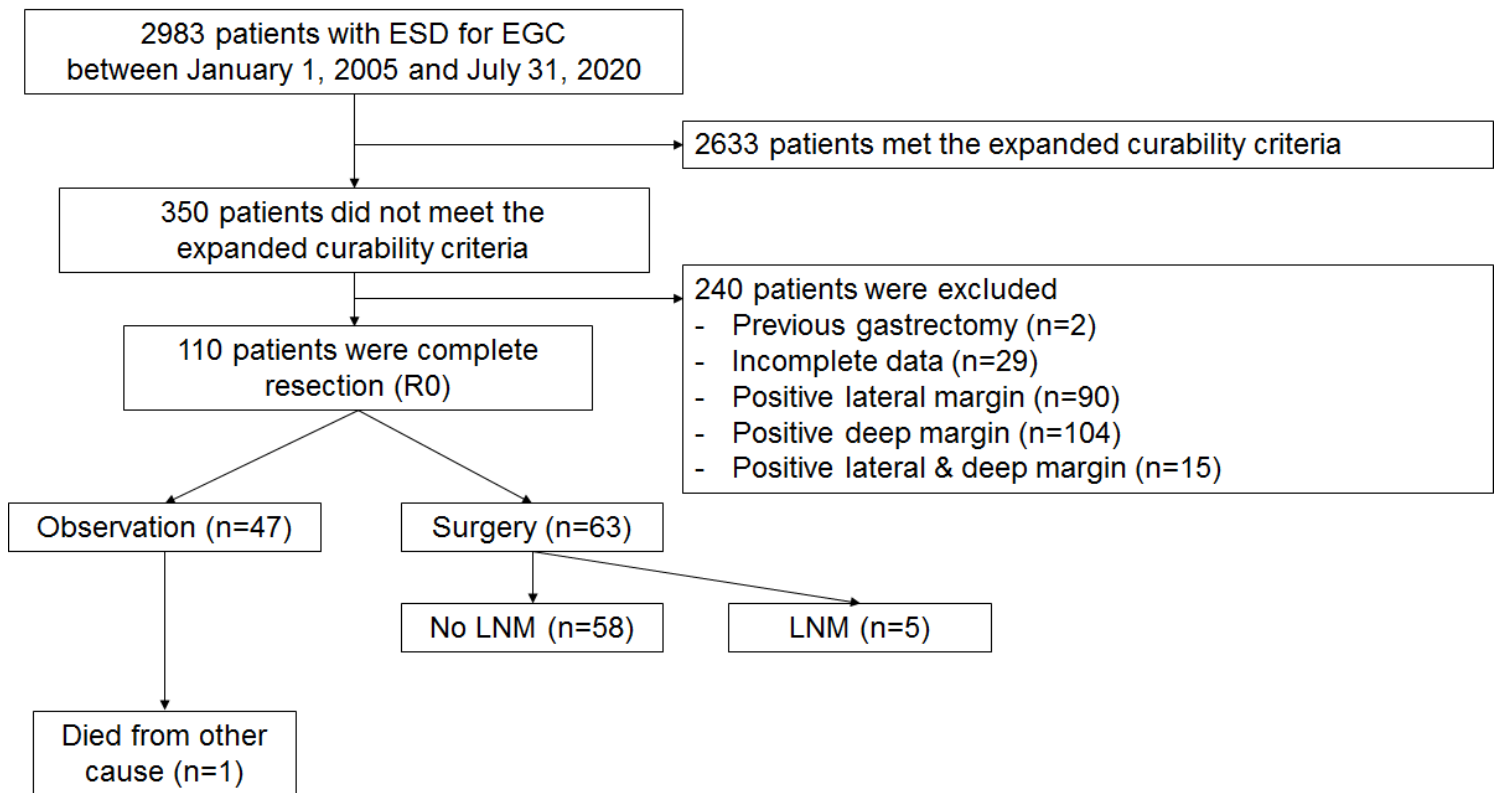 2983 patients with ESD for EGC
between January 1, 2005 and July 31, 2020
2633 patients met the expanded curability criteria
350 patients did not meet the
expanded curability criteria
240 patients were excluded
- Previous gastrectomy (n=2)
- Incomplete data (n=29)
- Positive lateral margin (n=90)
- Positive deep margin (n=104)
- Positive lateral & deep margin (n=15)
110 patients were complete
resection (R0)
Observation (n=47)
Surgery (n=63)
No LNM (n=58)
LNM (n=5)
Died from other
cause (n=1)